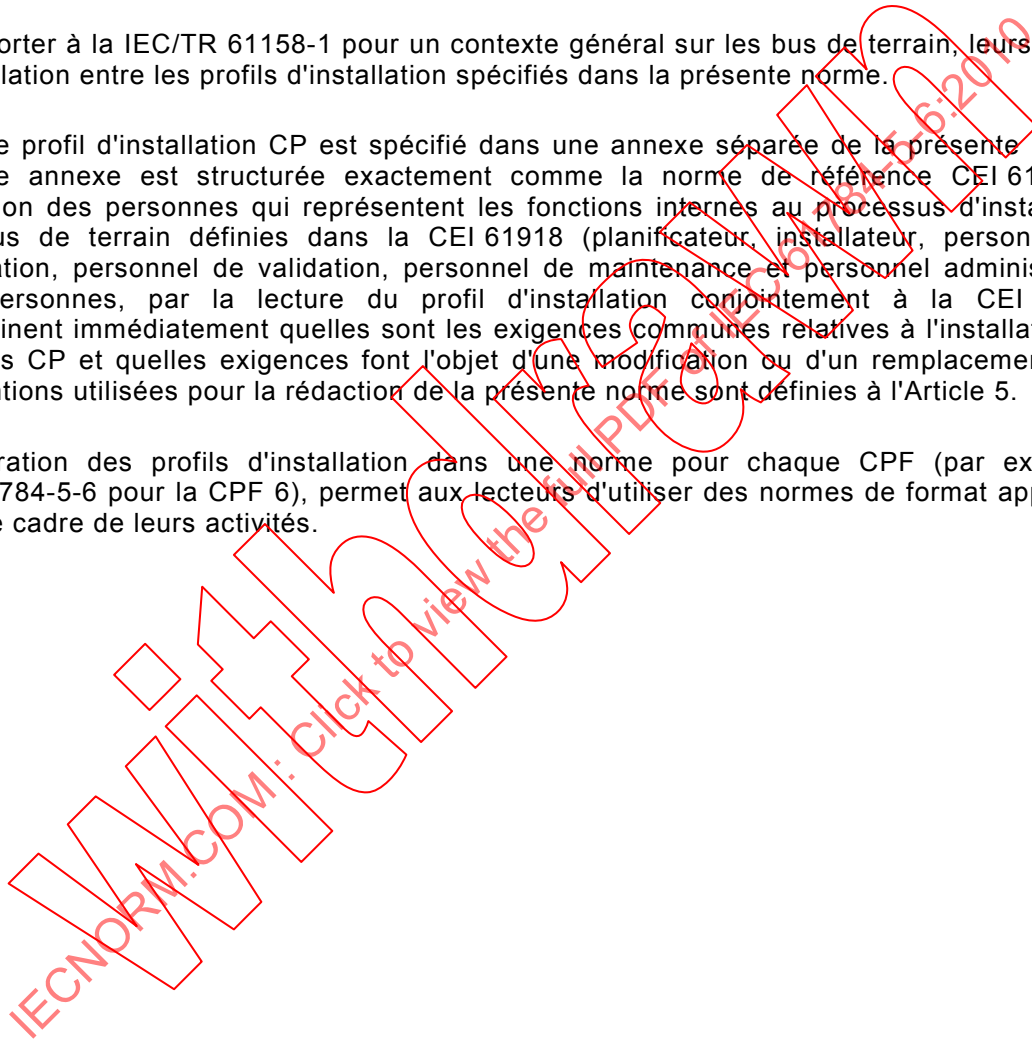 orter à la IEC/TR 61158-1 pour un contexte général sur les bus de terrain, leurs
lation entre les profils d'installation spécifiés dans la présente norme.
e profil d'installation CP est spécifié dans une annexe séparée de la présente
e annexe est structurée exactement comme la norme de référence CEI 61
ion des personnes qui représentent les fonctions internes au processus d'insta
us de terrain définies dans la CEI 61918 (planificateur, installateur, person
ation, personnel de validation, personnel de maintenance et personnel adminis
ersonnes, par la lecture du profil d'installation conjointement à la CEI
inent immédiatement quelles sont les exigences communes relatives à l'installat
s CP et quelles exigences font l'objet d'une modification ou d'un remplacemen
ntions utilisées pour la rédaction de la présente norme sont définies à l'Article 5.
ration des profils d'installation dans une norme pour chaque CPF (par ex
784-5-6 pour la CPF 6), permet aux lecteurs d'utiliser des normes de format app
e cadre de leurs activités.
withdrawn
IECNORM.COM : Click to view the full PDF of IEC 61784-5-6:2010